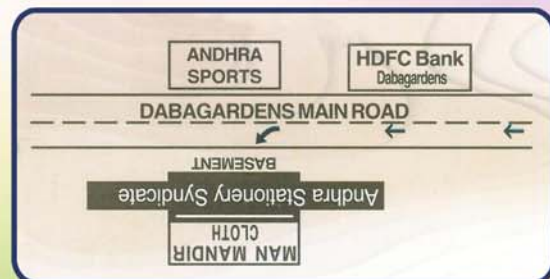 ANDHRA
SPORTS
HDFC Bank
Dabagardens
DABAGARDENS MAIN ROAD
BASEMENT
Andhra Stationery Syndicate
MAN MANDIR
CLOTH